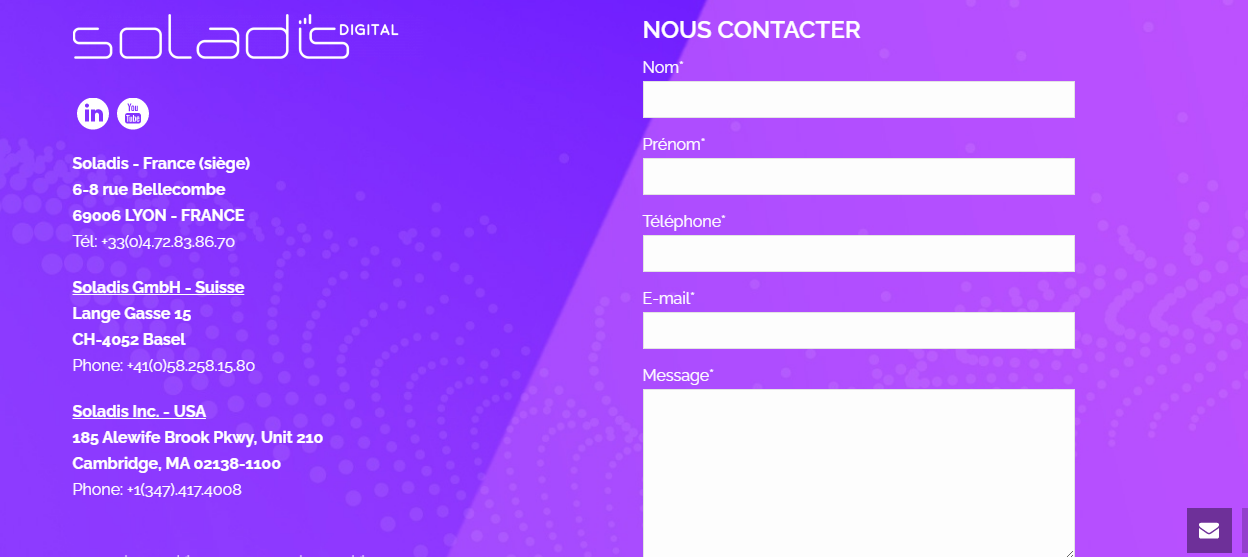 soladis DIGITAL
in
You
Tube
Soladis - France (siège)
6-8 rue Bellecombe
69006 LYON - FRANCE
Tél: +33(0)4.72.83.86.70
Soladis GmbH - Suisse
Lange Gasse 15
CH-4052 Basel
Phone: +41(0)58.258.15.80
Soladis Inc. - USA
185 Alewife Brook Pkwy, Unit 210
Cambridge, MA 02138-1100
Phone: +1(347).417.4008
NOUS CONTACTER
Nom*
Prénom*
Téléphone*
E-mail*
Message*